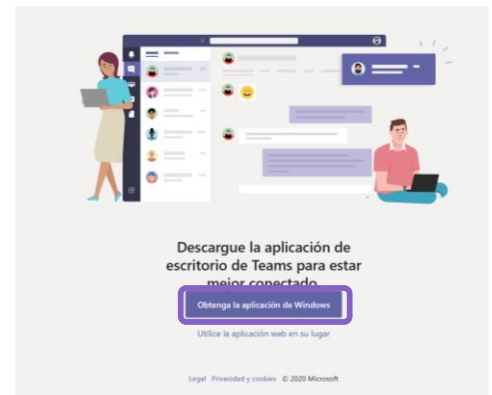 Descargue la aplicación de
escritorio de Teams para estar
mejor conectado
Obtenga la aplicación de Windows
Utilice la aplicación web en su lugar
Legal Privacidad y cookies © 2020 Microsoft